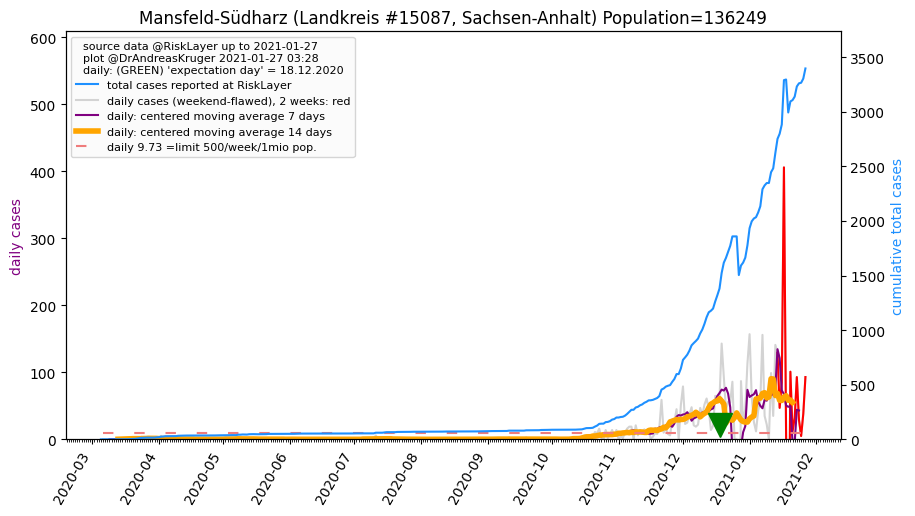 Mansfeld-Südharz (Landkreis #15087, Sachsen-Anhalt) Population=136249
source data @RiskLayer up to 2021-01-27
plot @DrAndreasKruger 2021-01-27 03:28
daily: (GREEN) 'expectation day' = 18.12.2020
total cases reported at RiskLayer
daily cases (weekend-flawed), 2 weeks: red
daily: centered moving average 7 days
daily: centered moving average 14 days
daily 9.73 =limit 500/week/1mio pop.
daily cases
600
500
400
300
200
100
0
cumulative total cases
3500
3000
2500
2000
1500
1000
500
0
2020-03
2020-04
2020-05
2020-06
2020-07
2020-08
2020-09
2020-10
2020-11
2020-12
2021-01
2021-02